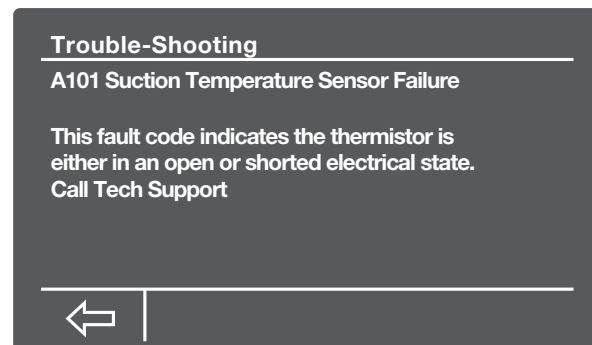 Trouble-Shooting
A101 Suction Temperature Sensor Failure
This fault code indicates the thermistor is
either in an open or shorted electrical state.
Call Tech Support